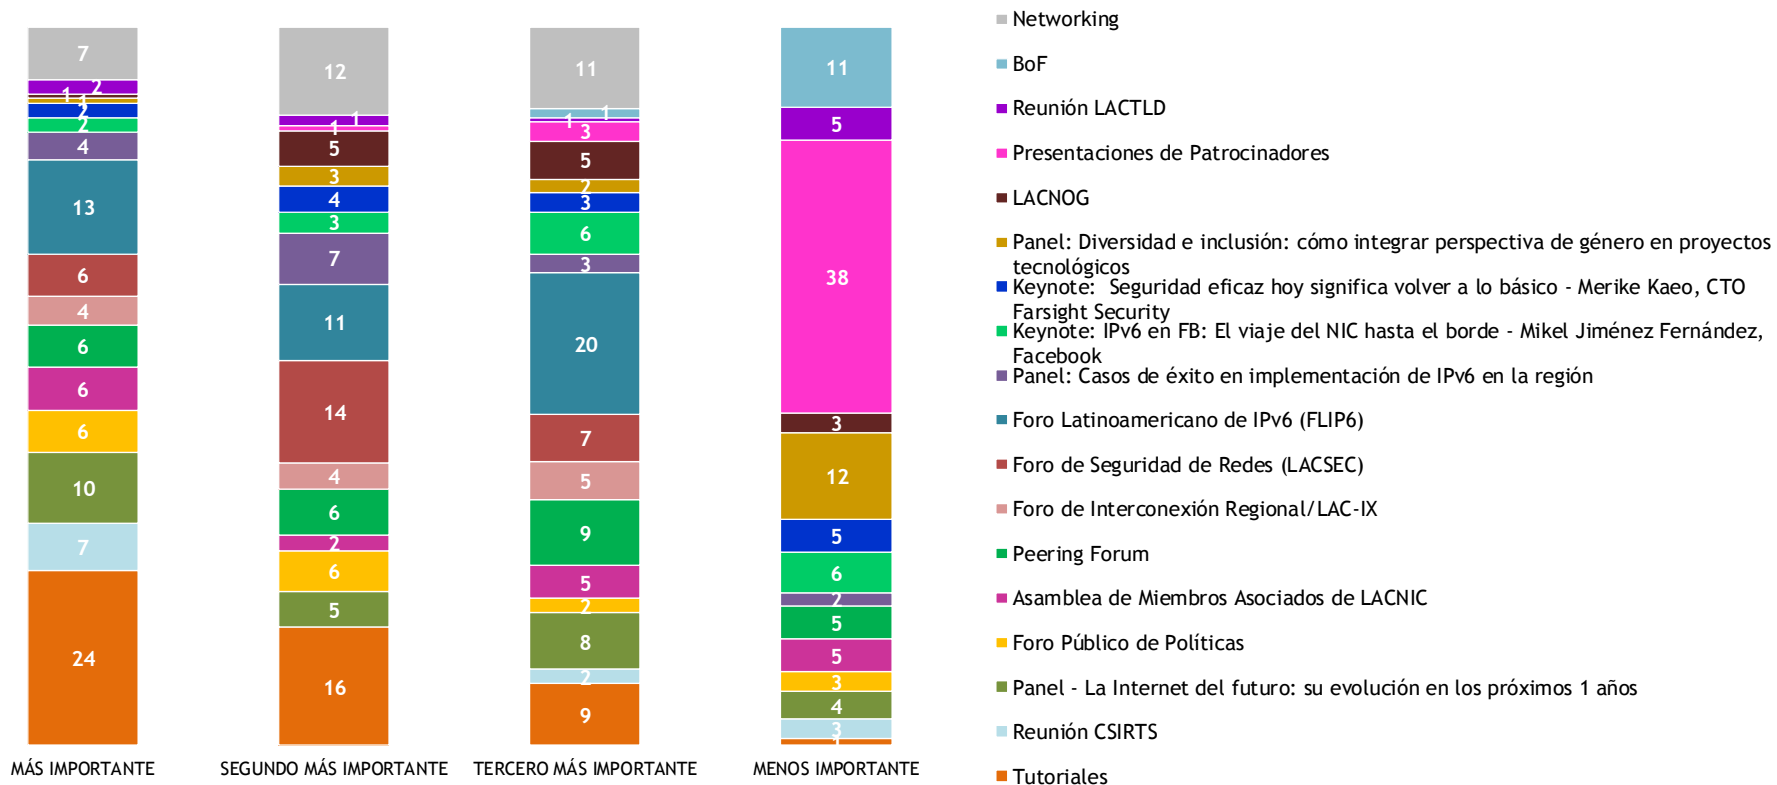 7
2
1
1
2
2
4
13
6
4
6
6
6
10
7
24
MÁS IMPORTANTE
12
1
1
5
3
4
3
7
11
14
4
6
2
6
5
16
SEGUNDO MÁS IMPORTANTE
11
1
1
3
5
2
3
6
3
20
7
5
9
5
2
8
2
9
TERCERO MÁS IMPORTANTE
11
5
38
3
12
5
6
2
5
5
3
4
3
1
MENOS IMPORTANTE
Networking
BoF
Reunión LACTLD
Presentaciones de Patrocinadores
LACNOG
Panel: Diversidad e inclusión: cómo integrar perspectiva de género en proyectos
tecnológicos
Keynote: Seguridad eficaz hoy significa volver a lo básico - Merike Kaeo, CTO
Farsight Security
Keynote: IPv6 en FB: El viaje del NIC hasta el borde - Mikel Jiménez Fernández,
Facebook
Panel: Casos de éxito en implementación de IPv6 en la región
Foro Latinoamericano de IPv6 (FLIP6)
Foro de Seguridad de Redes (LACSEC)
Foro de Interconexión Regional/LAC-IX
Peering Forum
Asamblea de Miembros Asociados de LACNIC
Foro Público de Políticas
Panel - La Internet del futuro: su evolución en los próximos 1 años
Reunión CSIRTS
Tutoriales